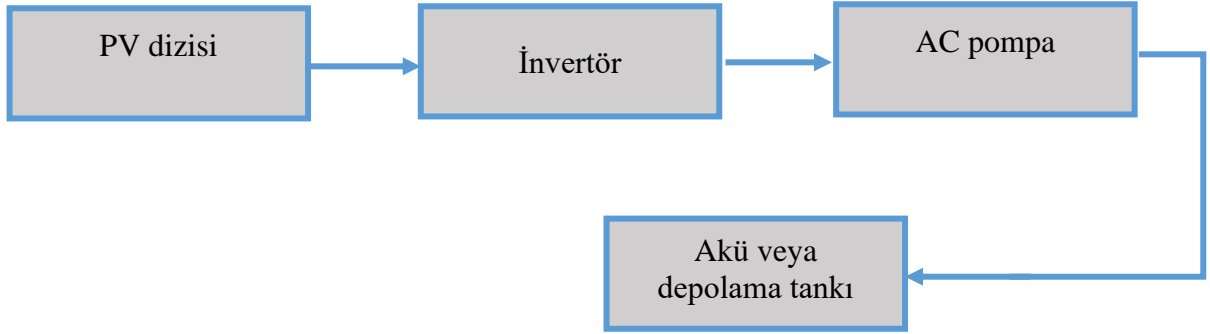 PV dizisi
İnvertör
AC pompa
Akü veya
depolama tankı